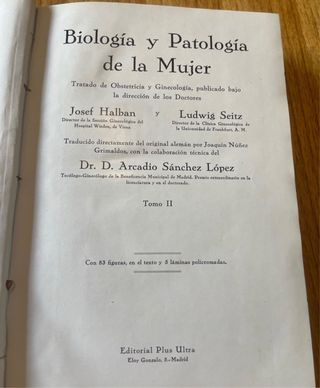 Biología y Patología
de la Mujer
Tratado de Obstetricia y Ginecología, publicado bajo
la dirección de los Doctores
Josef Halban y Ludwig Seitz
Director de la Sección Ginecológica del Director de la Clínica Ginecológica de
Hospital Wieden, de Viena la Universidad de Frankfurt, A. M.
Traducido directamente del original alemán por Joaquín Núñez
Grimaldos, con la colaboración técnica del
Dr. D. Arcadio Sánchez López
Tocólogo-Ginecólogo de la Beneficencia Municipal de Madrid. Premio extraordinario en la
licenciatura y en el doctorado.
Tomo II
Con 83 figuras, en el texto y 5 láminas policromadas.
Editorial Plus Ultra
Eloy Gonzalo, 8.-Madrid